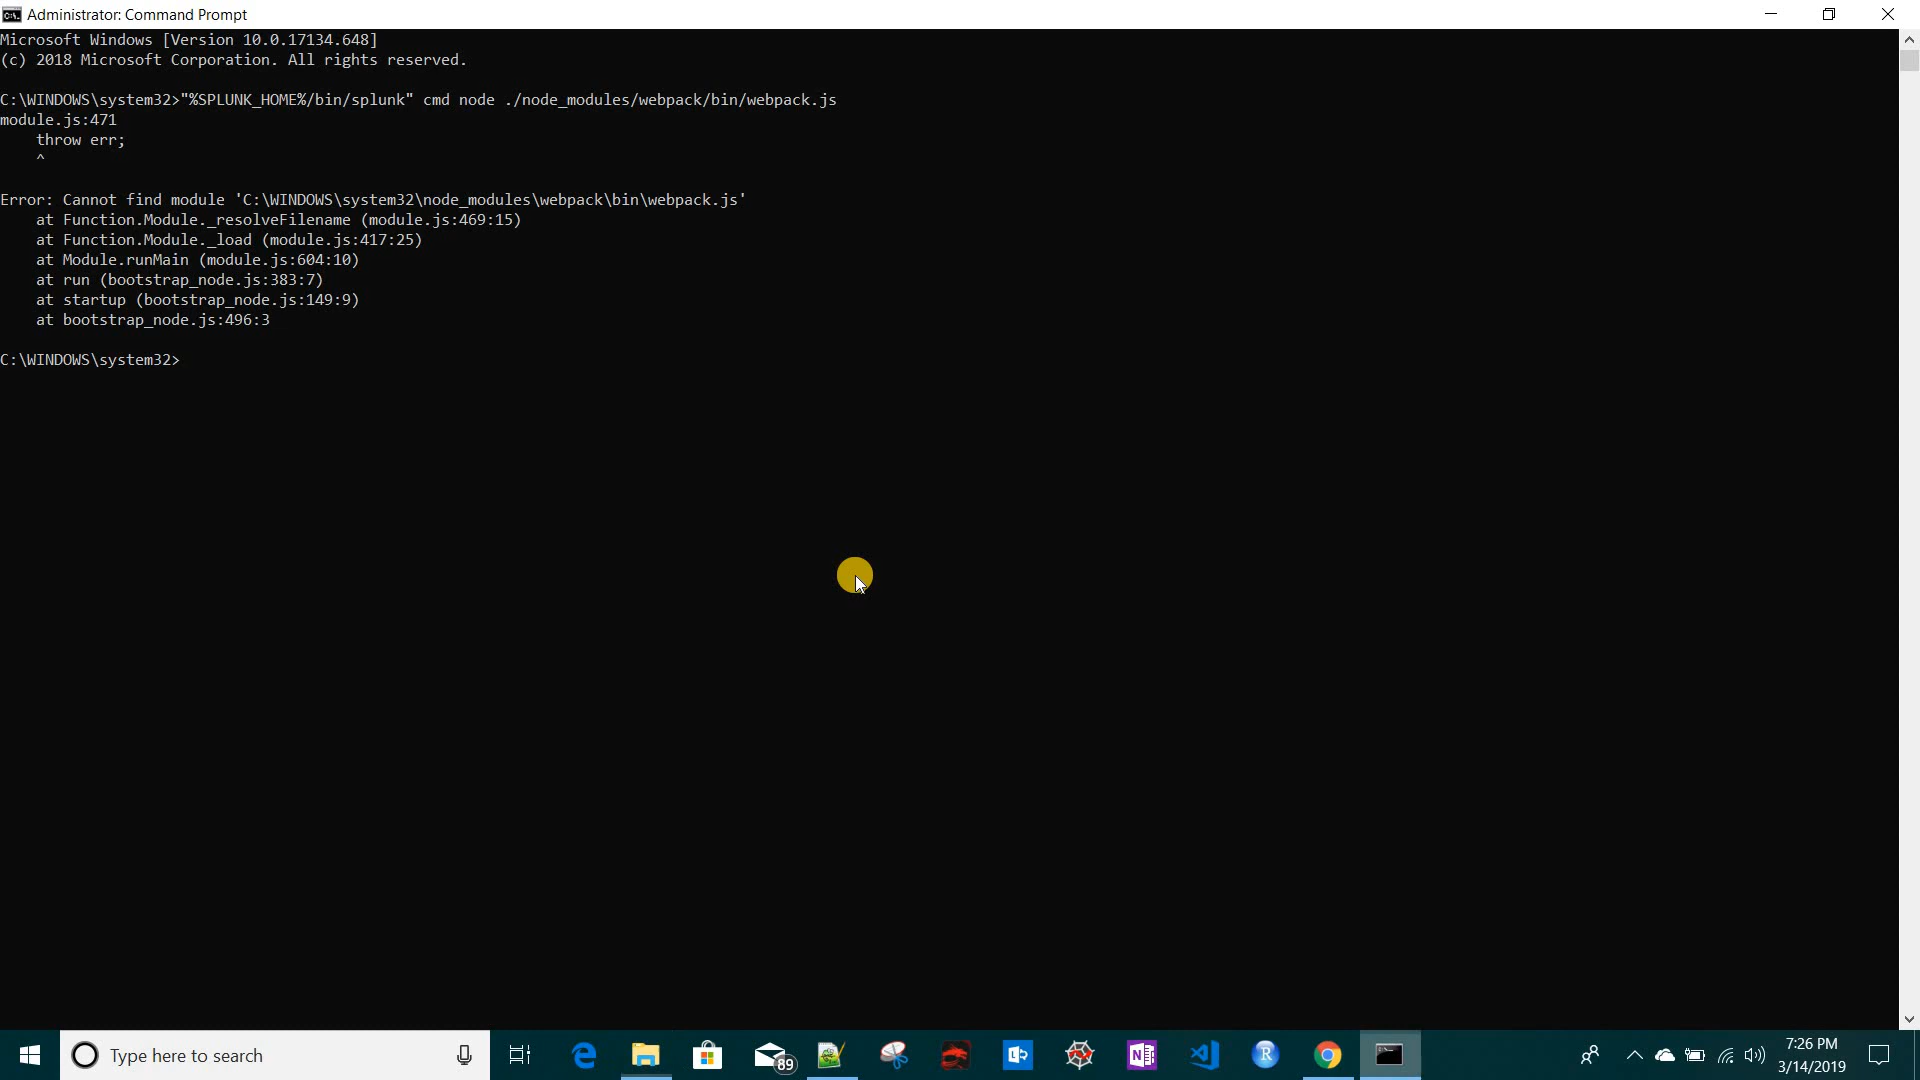 Administrator: Command Prompt
Microsoft Windows [Version 10.0.17134.648]
(c) 2018 Microsoft Corporation. All rights reserved.
C:\WINDOWS\system32>"%SPLUNK_HOME%/bin/splunk" cmd node ./node_modules/webpack/bin/webpack.js
module.js:471
    throw err;
    ^
Error: Cannot find module 'C:\WINDOWS\system32\node_modules\webpack\bin\webpack.js'
    at Function.Module._resolveFilename (module.js:469:15)
    at Function.Module._load (module.js:417:25)
    at Module.runMain (module.js:604:10)
    at run (bootstrap_node.js:383:7)
    at startup (bootstrap_node.js:149:9)
    at bootstrap_node.js:496:3
C:\WINDOWS\system32>
Type here to search
89
7:26 PM
3/14/2019